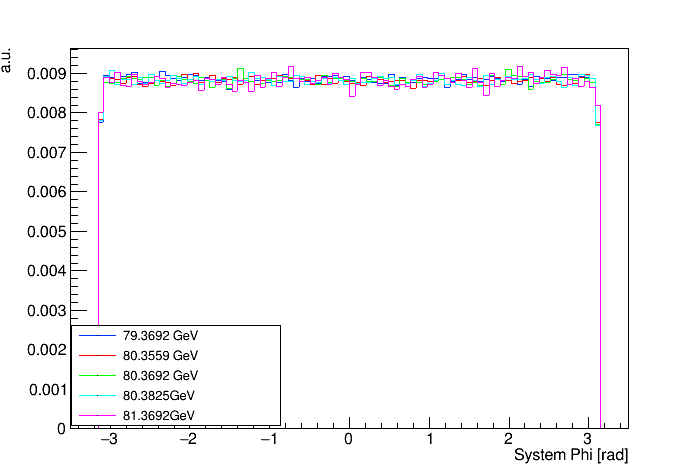 a.u.
0.009
0.008
0.007
0.006
0.005
0.004
0.003
0.002
0.001
0
79.3692 GeV
80.3559 GeV
80.3692 GeV
80.3825GeV
81.3692GeV
−3 −2 −1 0 1 2 3
System Phi [rad]